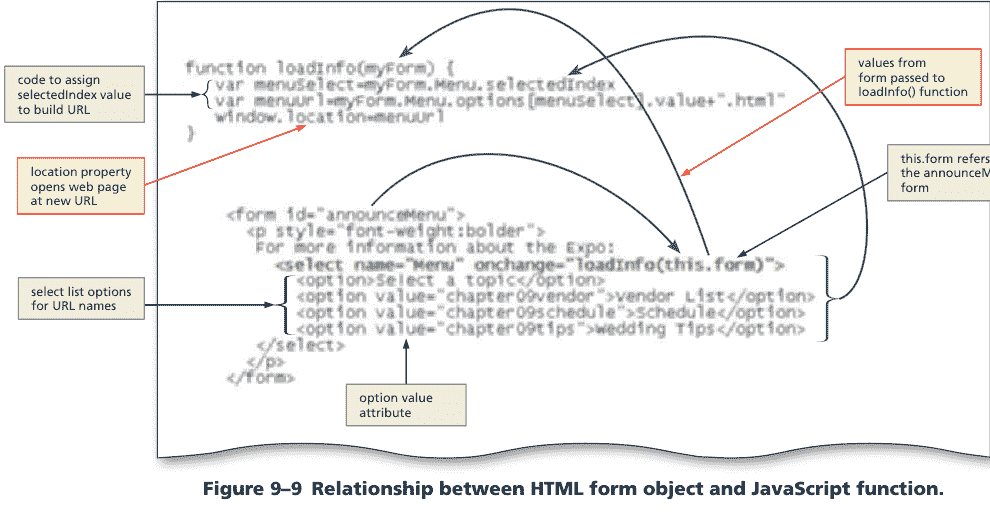 function loadInfo(myForm) {
var menuSelect=myForm.Menu.selectedIndex
var menuUrl=myForm.Menu.options[menuSelect].value+".html"
window.location=menuUrl
}
code to assign
selectedIndex value
to build URL
values from
form passed to
loadInfo() function
location property
opens web page
at new URL
this.form refers
the announceM
form
<form id="announceMenu">
<p style="font-weight:bolder">
For more information about the Expo:
<select name="Menu" onchange="loadInfo(this.form)">
<option>Select a topic</option>
<option value="chapter09vendor">Vendor List</option>
<option value="chapter09schedule">Schedule</option>
<option value="chapter09tips">Wedding Tips</option>
</select>
</p>
</form>
select list options
for URL names
option value
attribute
Figure 9–9 Relationship between HTML form object and JavaScript function.